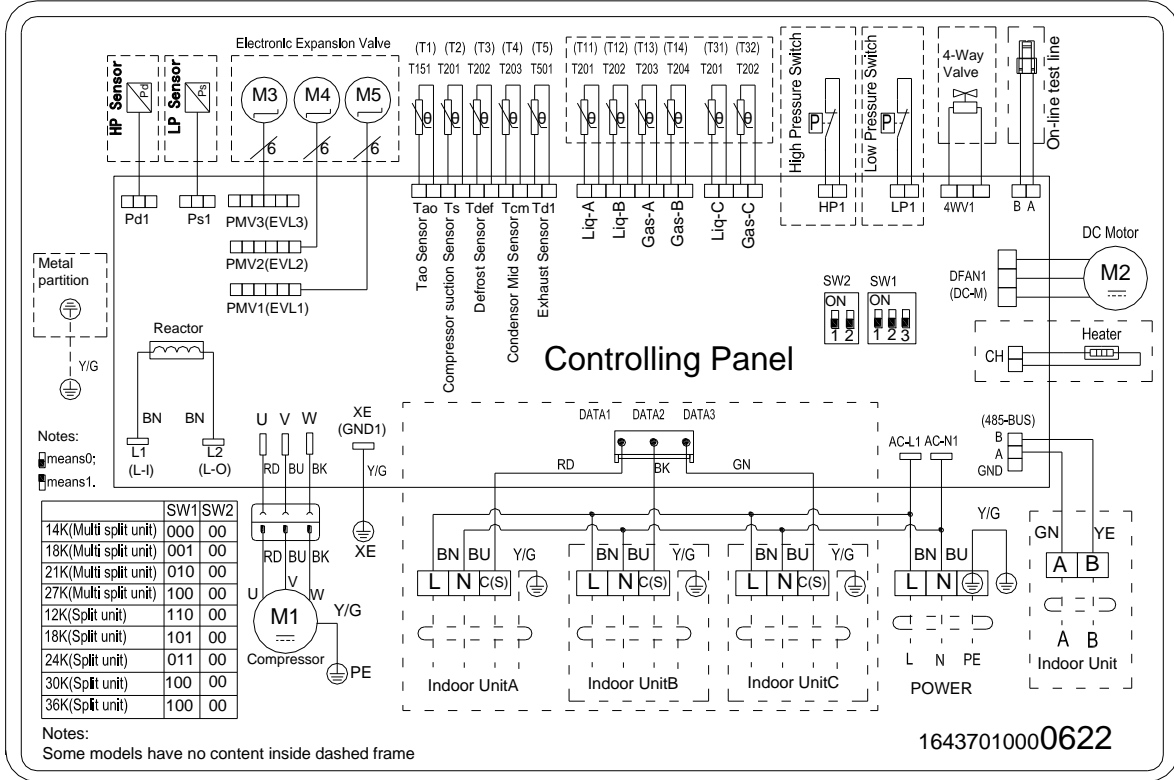 Electronic Expansion Valve
HP Sensor
Pd
LP Sensor
Ps
M3 M4 M5
6 6 6
(T1) (T2) (T3) (T4) (T5)
T151 T201 T202 T203 T501
θ θ θ θ θ
(T11) (T12) (T13) (T14) (T31) (T32)
T201 T202 T203 T204 T201 T202
θ θ θ θ θ θ
High Pressure Switch
P
Low Pressure Switch
P
4-Way
Valve
On-line test line
Pd1 Ps1
PMV3(EVL3)
PMV2(EVL2)
PMV1(EVL1)
Tao Ts Tdef Tcm Td1
Tao Sensor
Compressor suction Sensor
Defrost Sensor
Condensor Mid Sensor
Exhaust Sensor
Liq-A
Liq-B
Gas-A
Gas-B
Liq-C
Gas-C
HP1 LP1 4WV1 B A
DC Motor
DFAN1
(DC-M)
M2
Metal
partition
Y/G
Reactor
BN BN
L1
(L-I)
L2
(L-O)
SW2 SW1
ON ON
1 2 1 2 3
Controlling Panel
CH
Heater
Notes:
means0;
means1.
U V W
RD BU BK
RD BU BK
U V W
M1
Compressor
Y/G
PE
XE
(GND1)
Y/G
XE
DATA1 DATA2 DATA3
RD BK GN
AC-L1 AC-N1
(485-BUS)
B
A
GND
SW1 SW2
14K(Multi split unit) 000 00
18K(Multi split unit) 001 00
21K(Multi split unit) 010 00
27K(Multi split unit) 100 00
12K(Split unit) 110 00
18K(Split unit) 101 00
24K(Split unit) 011 00
30K(Split unit) 100 00
36K(Split unit) 100 00
BN BU Y/G
L N C(S)
Indoor UnitA
BN BU Y/G
L N C(S)
Indoor UnitB
BN BU Y/G
L N C(S)
Indoor UnitC
BN BU Y/G
L N
L N PE
POWER
GN YE
A B
A B
Indoor Unit
Notes:
Some models have no content inside dashed frame
16437010000622